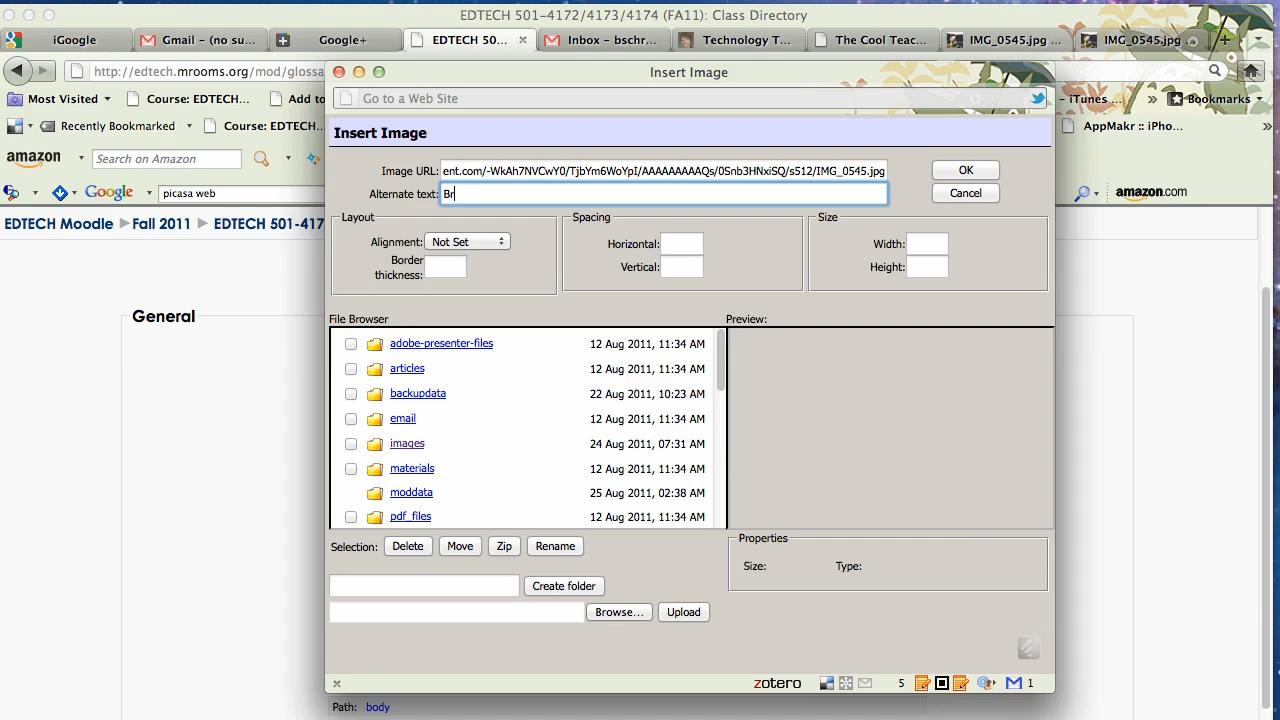 EDTECH 501-4172/4173/4174 (FA11): Class Directory
iGoogle
Gmail - (no su...
Google+
EDTECH 50...
Inbox - bschr...
Technology T...
The Cool Teac...
IMG_0545.jpg ...
IMG_0545.jpg
http://edtech.mrooms.org/mod/glossa
Insert Image
Most Visited
Course: EDTECH...
Add to
Go to a Web Site
- iTunes ...
Bookmarks
Recently Bookmarked
Course: EDTECH...
AppMakr :: iPho...
Insert Image
amazon
Search on Amazon
Image URL: ent.com/-WkAh7NVCwY0/TjbYm6WoYpI/AAAAAAAAAQs/0Snb3HNxiSQ/s512/IMG_0545.jpg
OK
Google
picasa web
Alternate text: Br
Cancel
amazon.com
EDTECH Moodle
Fall 2011
EDTECH 501-417
Layout
Spacing
Size
Alignment: Not Set
Horizontal:
Width:
Border thickness:
Vertical:
Height:
General
File Browser
Preview:
adobe-presenter-files 12 Aug 2011, 11:34 AM
articles 12 Aug 2011, 11:34 AM
backupdata 22 Aug 2011, 10:23 AM
email 12 Aug 2011, 11:34 AM
images 24 Aug 2011, 07:31 AM
materials 12 Aug 2011, 11:34 AM
moddata 25 Aug 2011, 02:38 AM
pdf_files 12 Aug 2011, 11:34 AM
Selection: Delete Move Zip Rename
Properties
Size:
Type:
Create folder
Browse... Upload
zotero
5
1
Path: body